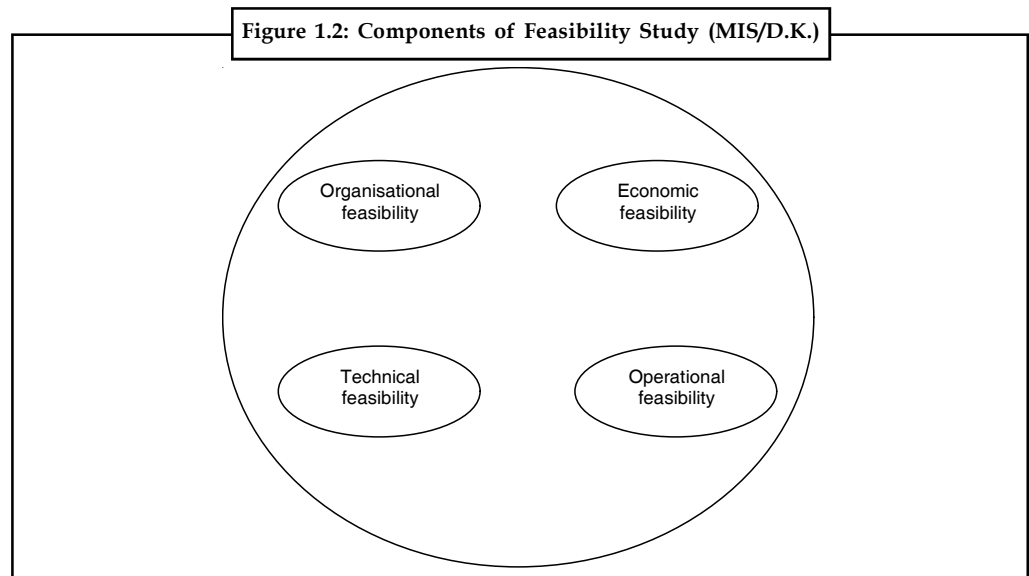 Figure 1.2: Components of Feasibility Study (MIS/D.K.)
Organisational
feasibility
Economic
feasibility
Technical
feasibility
Operational
feasibility